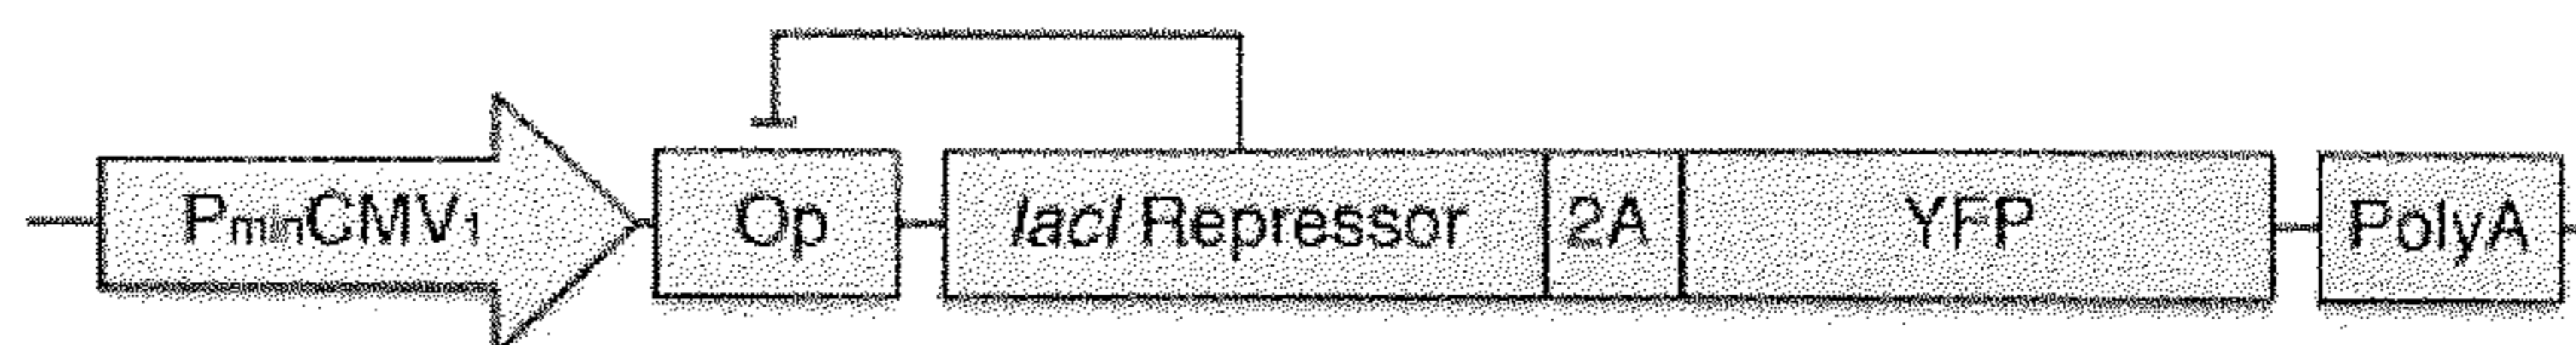 PminCMV1 Op lacI Repressor 2A YFP PolyA